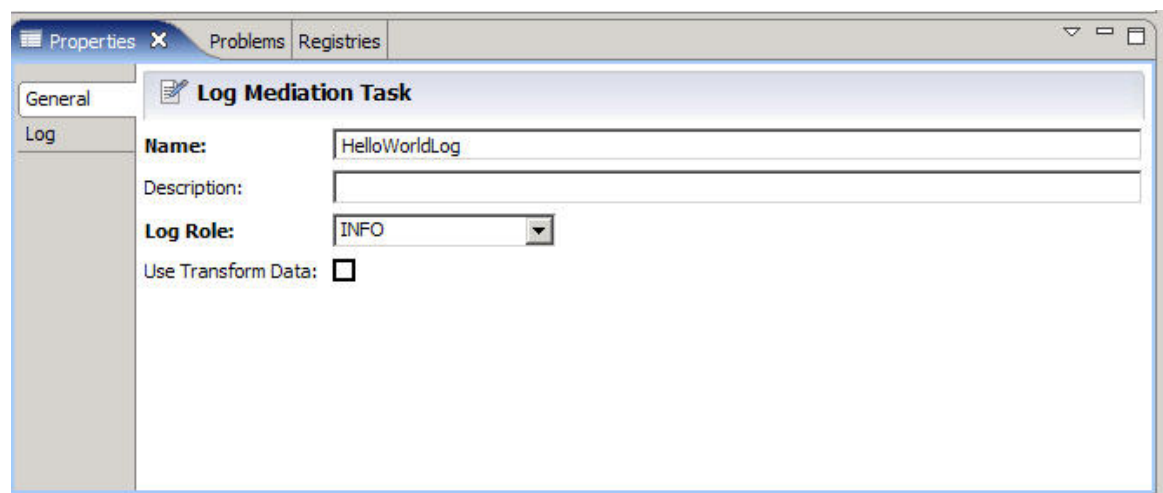 Properties Problems Registries
General
Log
Log Mediation Task
Name: HelloWorldLog
Description:
Log Role: INFO
Use Transform Data: